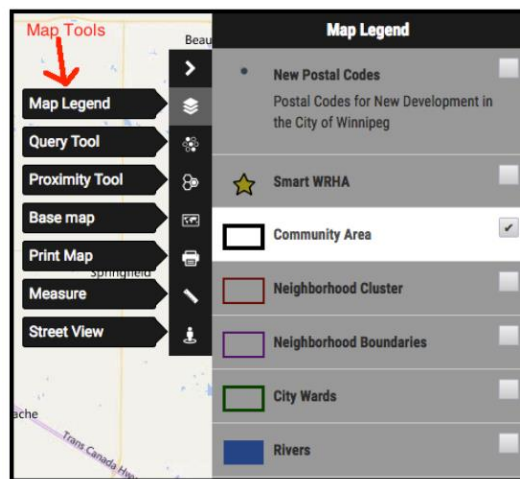 Map Tools
Beau
Map Legend
Query Tool
Proximity Tool
Base map
Print Map
Springfield
Measure
Street View
ache
Trans Canada Hwy
Map Legend
New Postal Codes
Postal Codes for New Development in
the City of Winnipeg
Smart WRHA
Community Area
Neighborhood Cluster
Neighborhood Boundaries
City Wards
Rivers